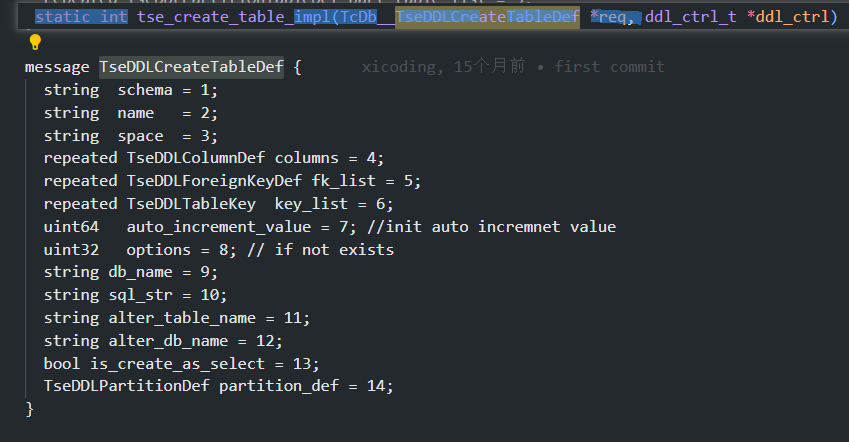 static int tse_create_table_impl(TcDb__TseDDLCreateTableDef *req, ddl_ctrl_t *ddl_ctrl)
message TseDDLCreateTableDef { xicoding, 15个月前 • first commit
string schema = 1;
string name = 2;
string space = 3;
repeated TseDDLColumnDef columns = 4;
repeated TseDDLForeignKeyDef fk_list = 5;
repeated TseDDLTableKey key_list = 6;
uint64 auto_increment_value = 7; //init auto incremnet value
uint32 options = 8; // if not exists
string db_name = 9;
string sql_str = 10;
string alter_table_name = 11;
string alter_db_name = 12;
bool is_create_as_select = 13;
TseDDLPartitionDef partition_def = 14;
}